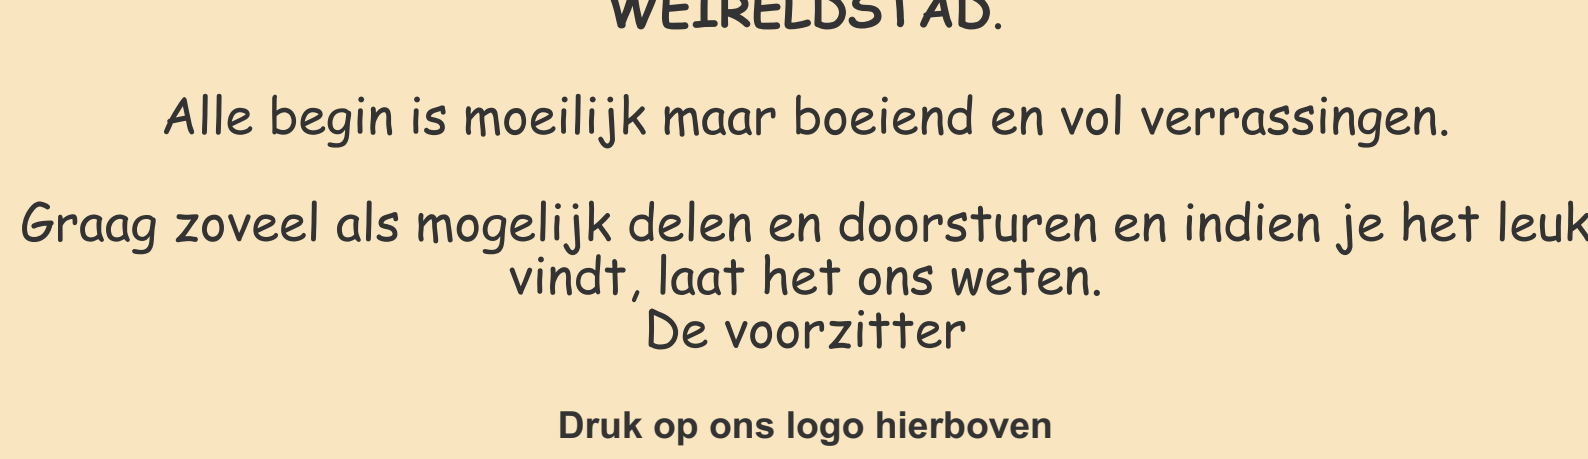 WEIRELDSTAD.
Alle begin is moeilijk maar boeiend en vol verrassingen.
Graag zoveel als mogelijk delen en doorsturen en indien je het leuk
vindt, laat het ons weten.
De voorzitter
Druk op ons logo hierboven